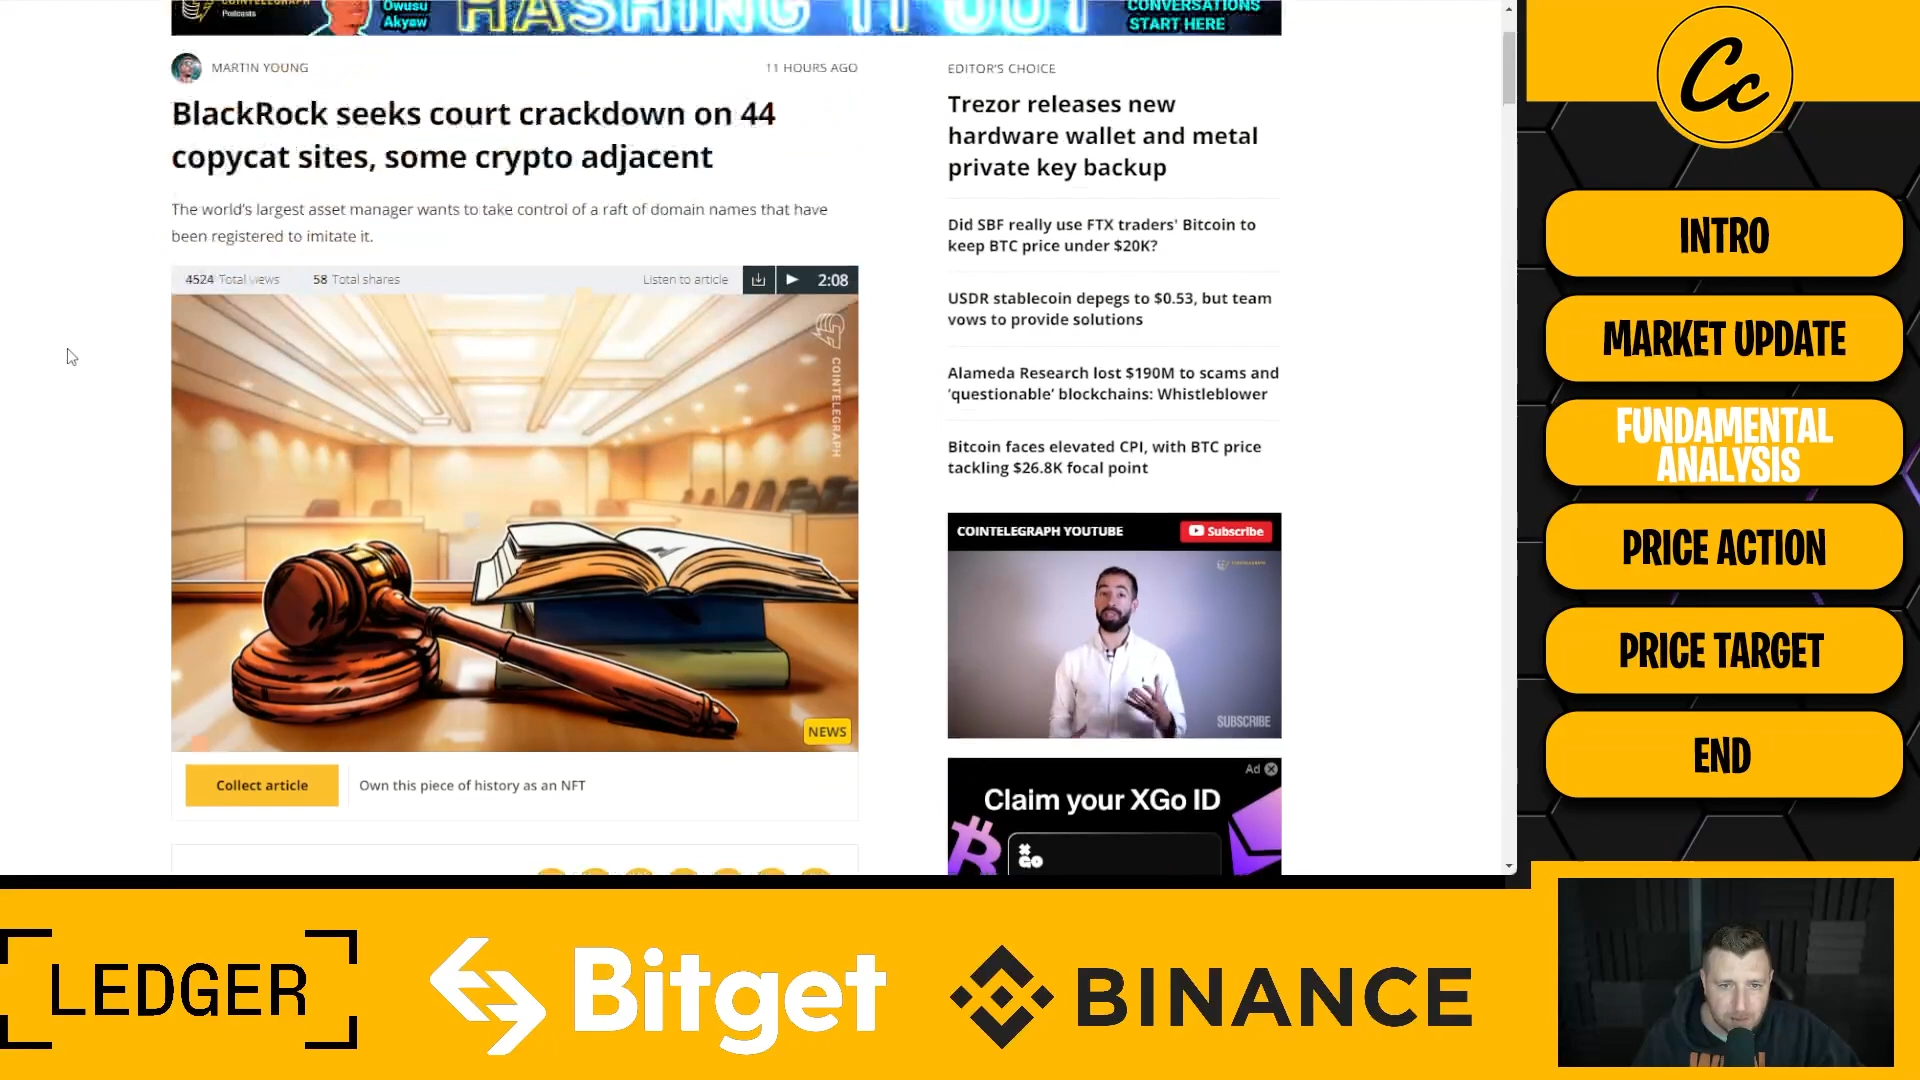 COINTELEGRAPH
Podcasts
Owusu
Akyaw
HASHING IT OUT
CONVERSATIONS
START HERE
MARTIN YOUNG
11 HOURS AGO
BlackRock seeks court crackdown on 44
copycat sites, some crypto adjacent
The world's largest asset manager wants to take control of a raft of domain names that have
been registered to imitate it.
4524 Total views
58 Total shares
Listen to article
2:08
COINTELEGRAPH
NEWS
Collect article
Own this piece of history as an NFT
EDITOR'S CHOICE
Trezor releases new
hardware wallet and metal
private key backup
Did SBF really use FTX traders' Bitcoin to
keep BTC price under $20K?
USDR stablecoin depegs to $0.53, but team
vows to provide solutions
Alameda Research lost $190M to scams and
‘questionable’ blockchains: Whistleblower
Bitcoin faces elevated CPI, with BTC price
tackling $26.8K focal point
COINTELEGRAPH YOUTUBE
Subscribe
SUBSCRIBE
Ad
Claim your XGo ID
XGO
Cc
INTRO
MARKET UPDATE
FUNDAMENTAL
ANALYSIS
PRICE ACTION
PRICE TARGET
END
LEDGER
Bitget
BINANCE